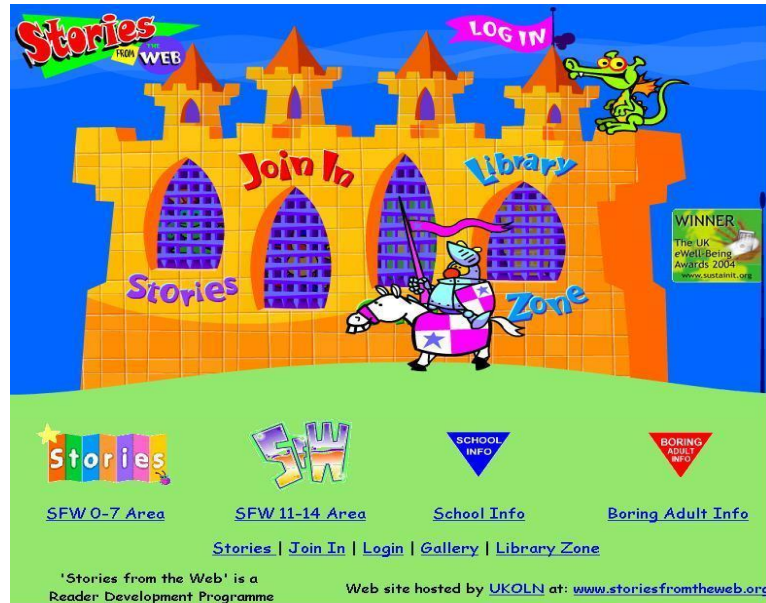 Stories
FROM THE WEB
LOG IN
Join In
Library
Stories
Zone
WINNER
The UK
eWell-Being
Awards 2004
www.sustainit.org
Stories
SFW
SCHOOL
INFO
BORING
ADULT
INFO
SFW 0-7 Area
SFW 11-14 Area
School Info
Boring Adult Info
Stories | Join In | Login | Gallery | Library Zone
'Stories from the Web' is a
Reader Development Programme
Web site hosted by UKOLN at: www.storiesfromtheweb.org